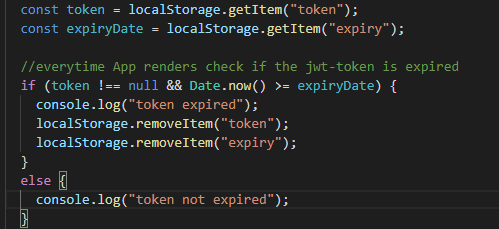 const token = localStorage.getItem("token");
const expiryDate = localStorage.getItem("expiry");
//everytime App renders check if the jwt-token is expired
if (token !== null && Date.now() >= expiryDate) {
console.log("token expired");
localStorage.removeItem("token");
localStorage.removeItem("expiry");
}
else {
console.log("token not expired");
}